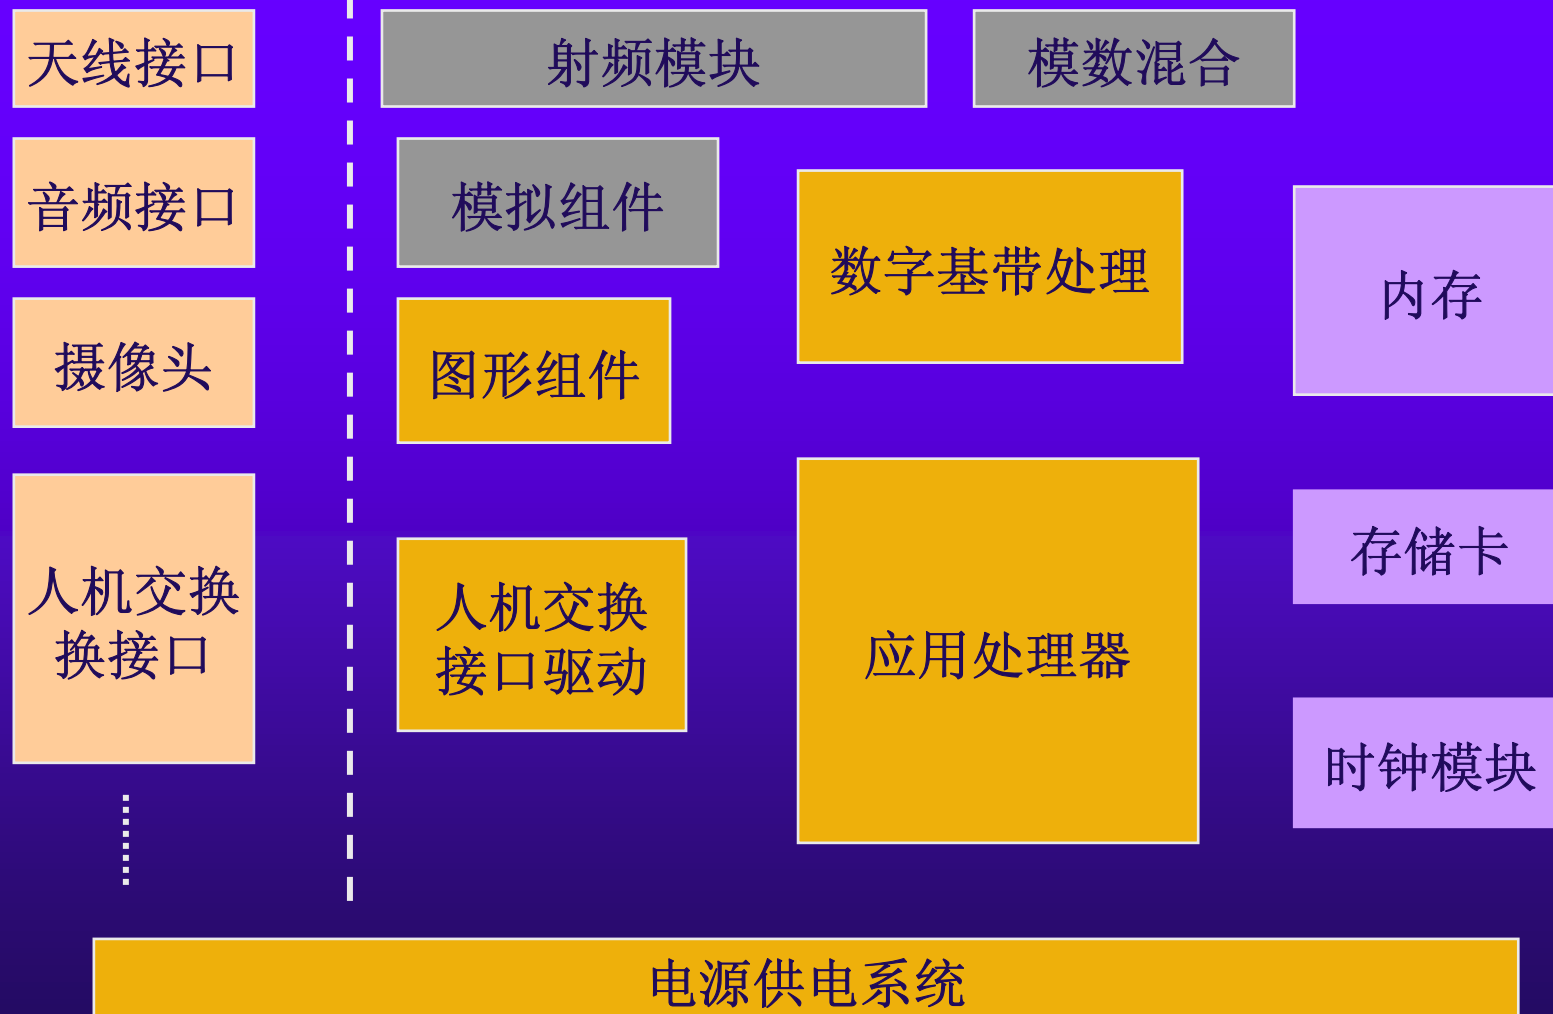 天线接口
射频模块
模数混合
音频接口
模拟组件
数字基带处理
内存
摄像头
图形组件
人机交换
换接口
人机交换
接口驱动
应用处理器
存储卡
时钟模块
电源供电系统